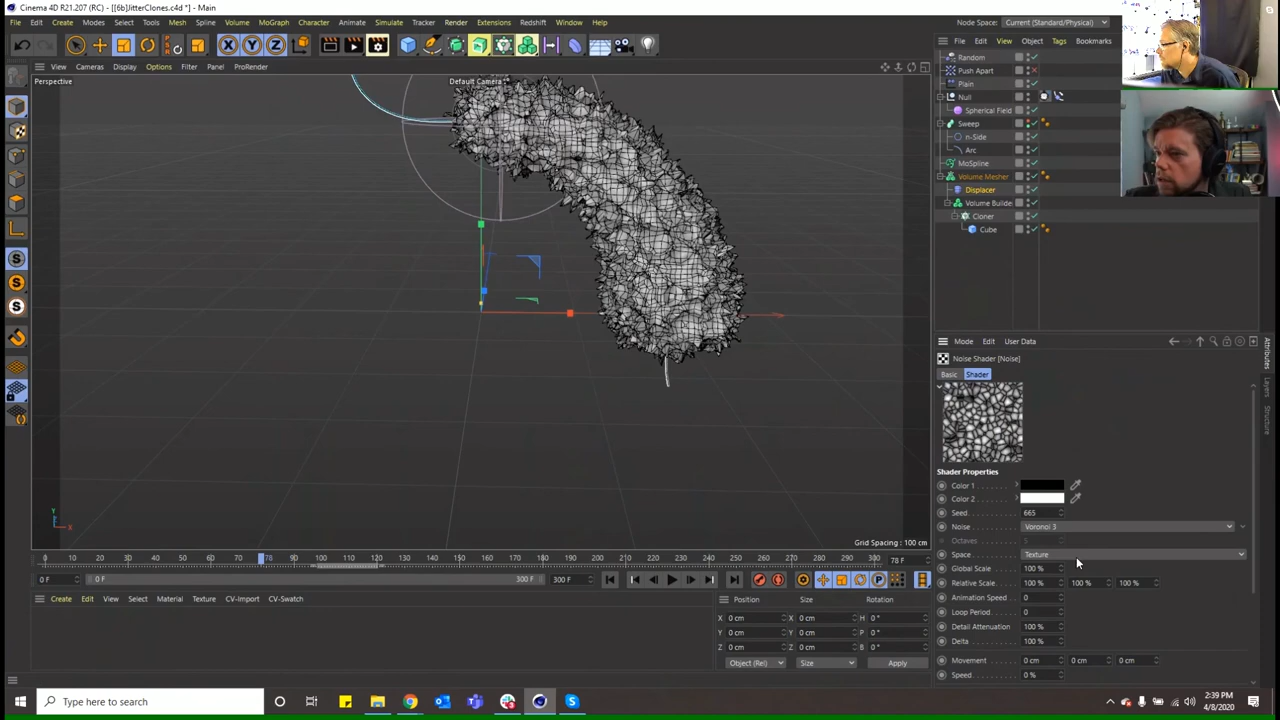 Cinema 4D R21.207 (RC) - [[6b]JitterClones.c4d *] - Main
File Edit Create Modes Select Tools Mesh Spline Volume MoGraph Character Animate Simulate Tracker Render Extensions Redshift Window Help
Node Space: Current (Standard/Physical)
File Edit View Object Tags Bookmarks
View Cameras Display Options Filter Panel ProRender
Perspective
Default Camera
Random
Push Apart
Plain
Null
Spherical Field
Sweep
n-Side
Arc
MoSpline
Volume Mesher
Displacer
Volume Builde
Cloner
Cube
Mode Edit User Data
Noise Shader [Noise]
Basic Shader
Shader Properties
Color 1
Color 2
Seed 665
Noise Voronoi 3
Octaves 5
Space Texture
Global Scale 100 %
Relative Scale 100 % 100 % 100 %
Animation Speed 0
Loop Period 0
Detail Attenuation 100 %
Delta 100 %
Movement 0 cm 0 cm 0 cm
Speed 0 %
Attributes
Layers
Structure
Y
X
Grid Spacing : 100 cm
0 10 20 30 40 50 60 70 78 90 100 110 120 130 140 150 160 170 180 190 200 210 220 230 240 250 260 270 280 290 300 78 F
0 F 0 F 300 F 300 F
Create Edit View Select Material Texture CV-Import CV-Swatch
Position Size Rotation
X 0 cm X 0 cm H 0 °
Y 0 cm Y 0 cm P 0 °
Z 0 cm Z 0 cm B 0 °
Object (Rel) Size Apply
Type here to search
2:39 PM
4/8/2020